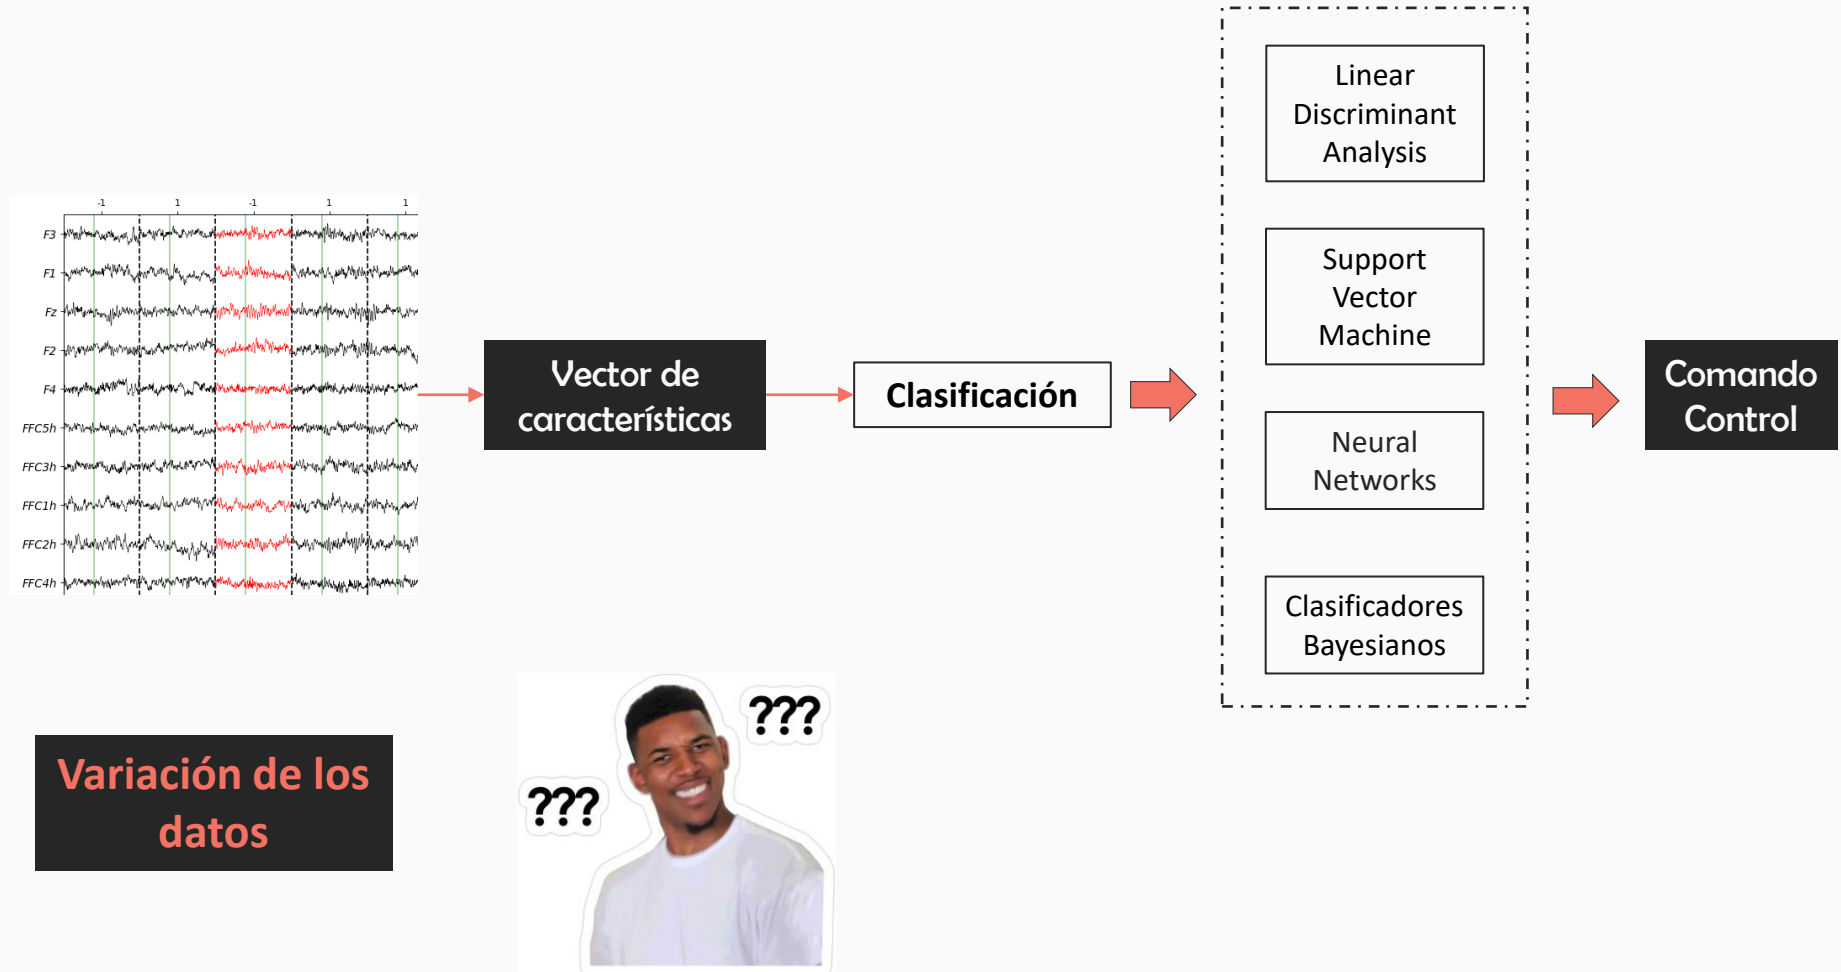 -1 1 -1 1 1
F3
F1
Fz
F2
F4
FFC5h
FFC3h
FFC1h
FFC2h
FFC4h
Vector de
características
Clasificación
Linear
Discriminant
Analysis
Support
Vector
Machine
Neural
Networks
Clasificadores
Bayesianos
Comando
Control
Variación de los
datos
???
???